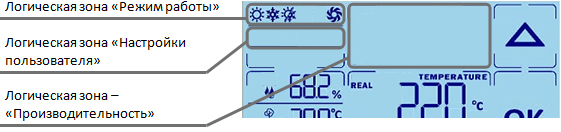 Логическая зона «Режим работы»
Логическая зона «Настройки
пользователя»
Логическая зона –
«Производительность»
68.2 %
REAL
TEMPERATURE
22.0 °C
°C
OK